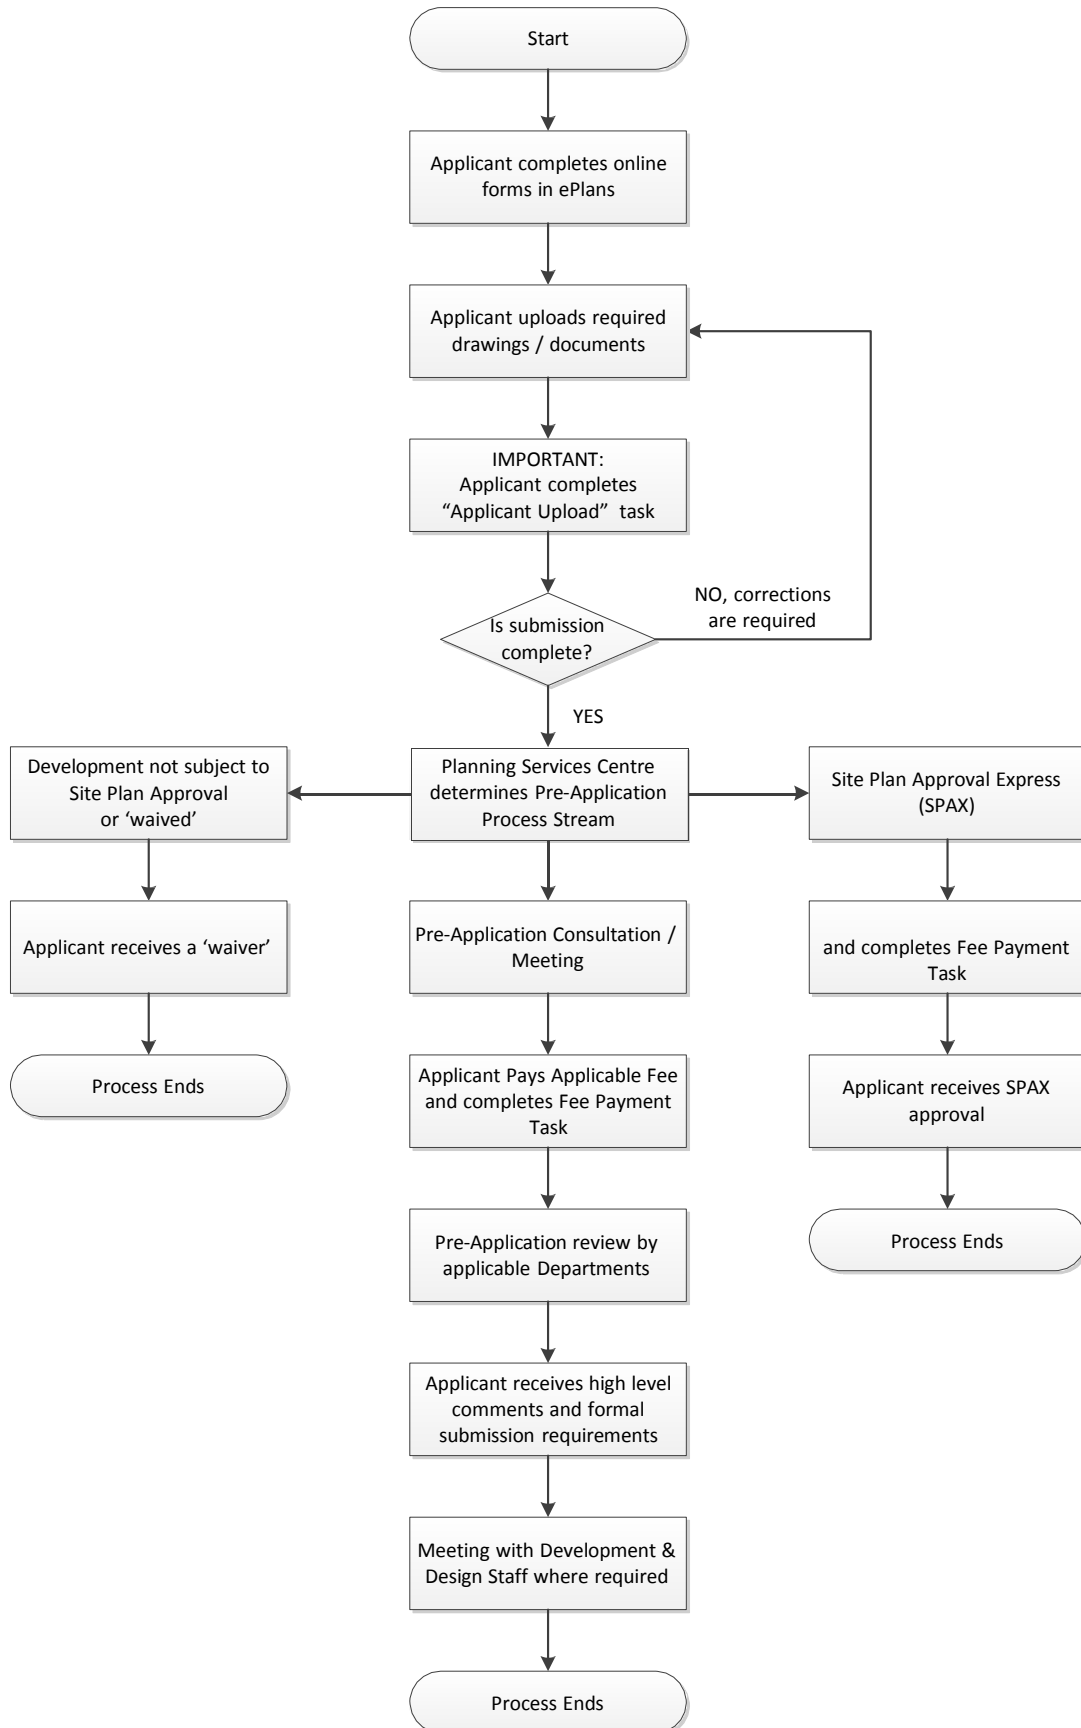 Start
Applicant completes online
forms in ePlans
Applicant uploads required
drawings / documents
IMPORTANT:
Applicant completes
“Applicant Upload” task
NO, corrections
are required
Is submission
complete?
YES
Development not subject to
Site Plan Approval
or ‘waived’
Planning Services Centre
determines Pre-Application
Process Stream
Site Plan Approval Express
(SPAX)
Applicant receives a ‘waiver’
Pre-Application Consultation /
Meeting
and completes Fee Payment
Task
Process Ends
Applicant Pays Applicable Fee
and completes Fee Payment
Task
Applicant receives SPAX
approval
Pre-Application review by
applicable Departments
Process Ends
Applicant receives high level
comments and formal
submission requirements
Meeting with Development &
Design Staff where required
Process Ends